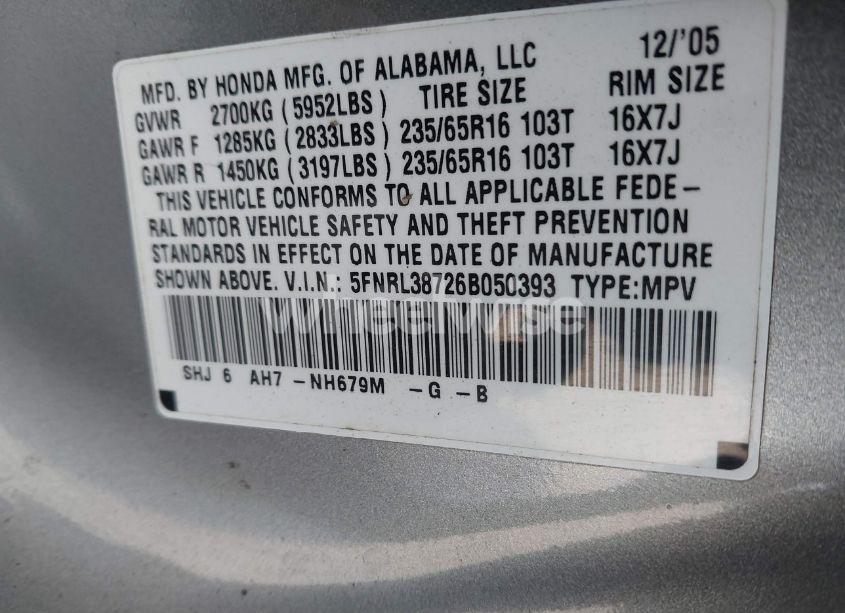 MFD. BY HONDA MFG. OF ALABAMA, LLC 12/'05
GVWR 2700KG (5952LBS) TIRE SIZE RIM SIZE
GAWR F 1285KG (2833LBS) 235/65R16 103T 16X7J
GAWR R 1450KG (3197LBS) 235/65R16 103T 16X7J
THIS VEHICLE CONFORMS TO ALL APPLICABLE FEDE-
RAL MOTOR VEHICLE SAFETY AND THEFT PREVENTION
STANDARDS IN EFFECT ON THE DATE OF MANUFACTURE
SHOWN ABOVE. V.I.N.: 5FNRL38726B050393 TYPE:MPV
wheelwise
SHJ 6 AH7 -NH679M -G -B